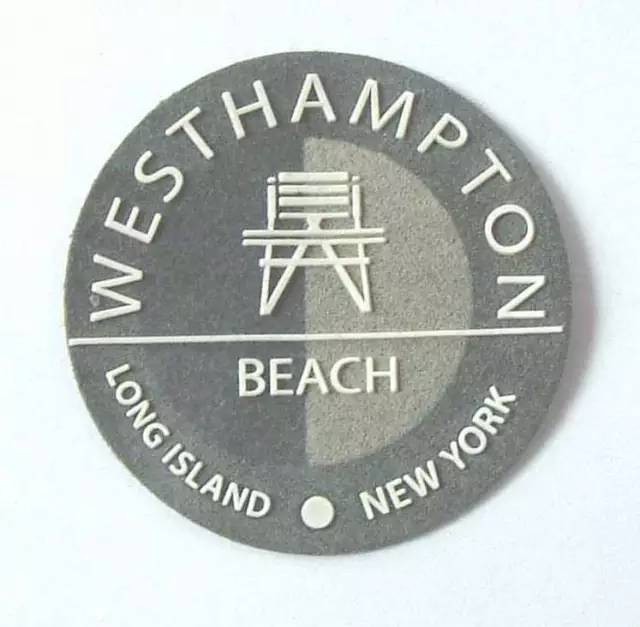 WESTHAMPTON
BEACH
LONG ISLAND
NEW YORK